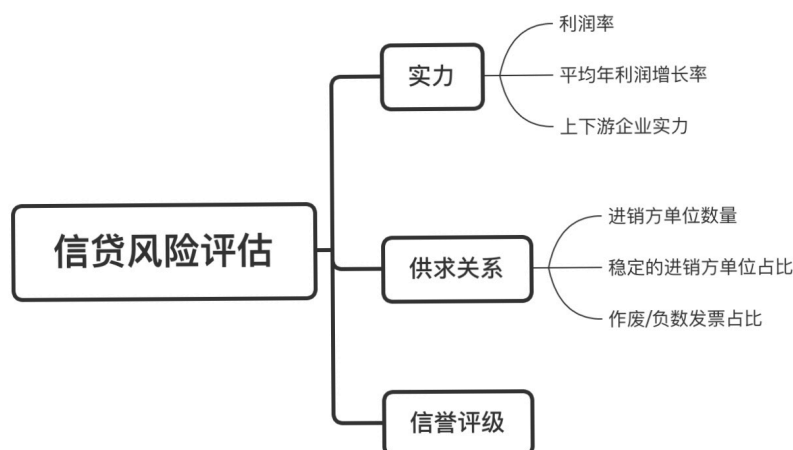 信贷风险评估
实力
利润率
平均年利润增长率
上下游企业实力
供求关系
进销方单位数量
稳定的进销方单位占比
作废/负数发票占比
信誉评级